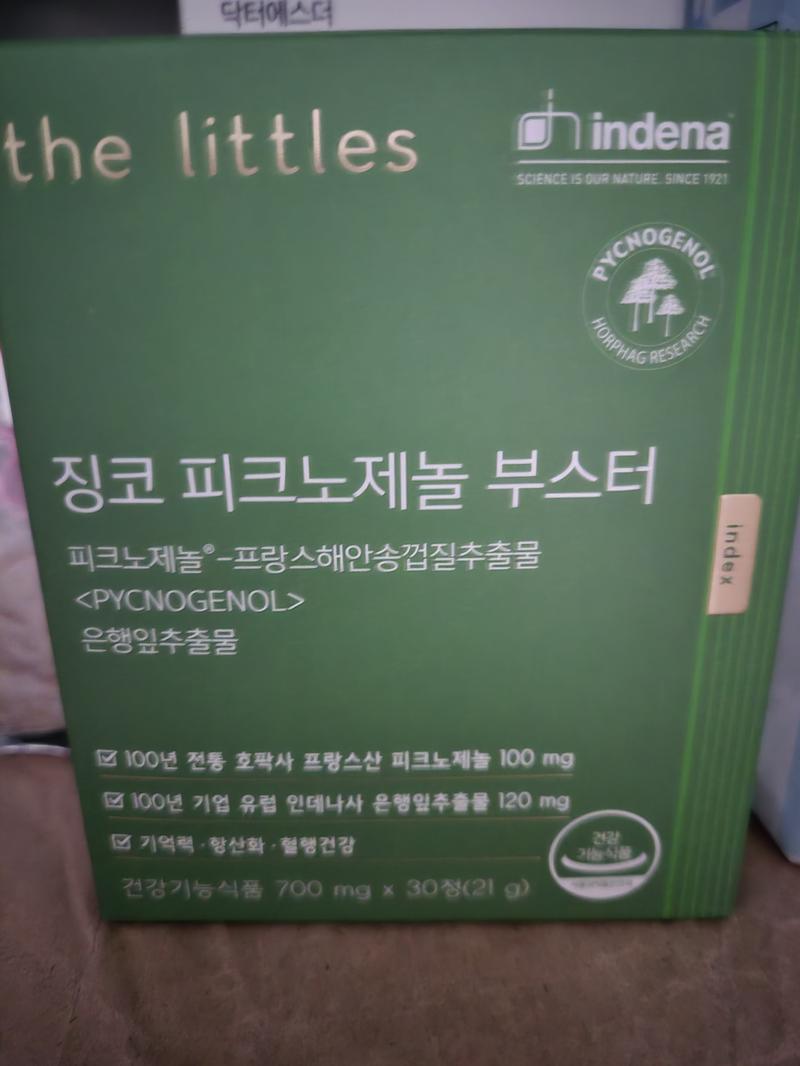 닥터에스더
the littles
indena
SCIENCE IS OUR NATURE. SINCE 1921
PYCNOGENOL
HORPHAG RESEARCH
징코 피크노제놀 부스터
피크노제놀®-프랑스해안송껍질추출물
<PYCNOGENOL>
은행잎추출물
index
☑ 100년 전통 호팍사 프랑스산 피크노제놀 100 mg
☑ 100년 기업 유럽 인데나사 은행잎추출물 120 mg
☑ 기억력·항산화·혈행건강
건강기능식품 700 mg x 30정(21 g)
건강
기능식품